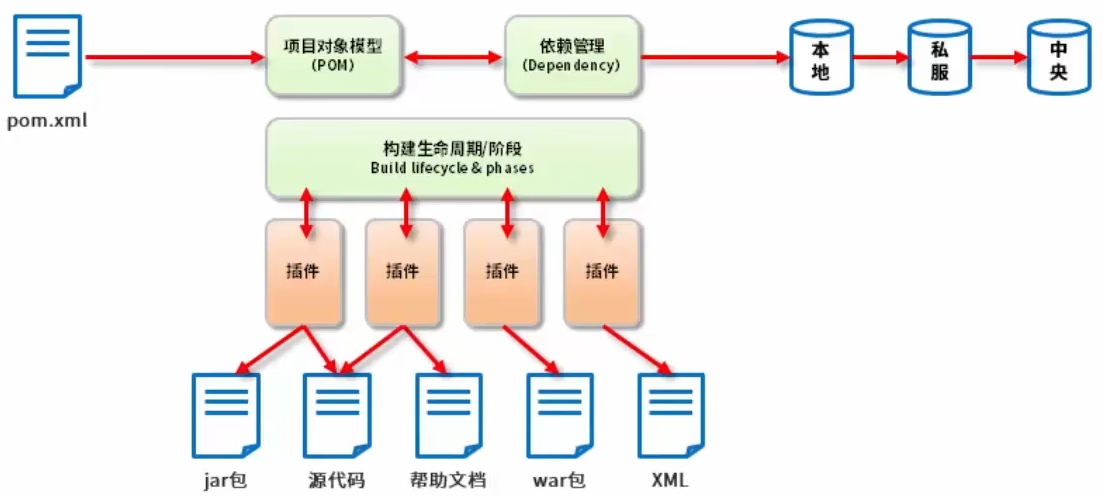 项目对象模型
(POM)
依赖管理
(Dependency)
本
地
私
服
中
央
pom.xml
构建生命周期/阶段
Build lifecycle & phases
插件
插件
插件
插件
jar包
源代码
帮助文档
war包
XML